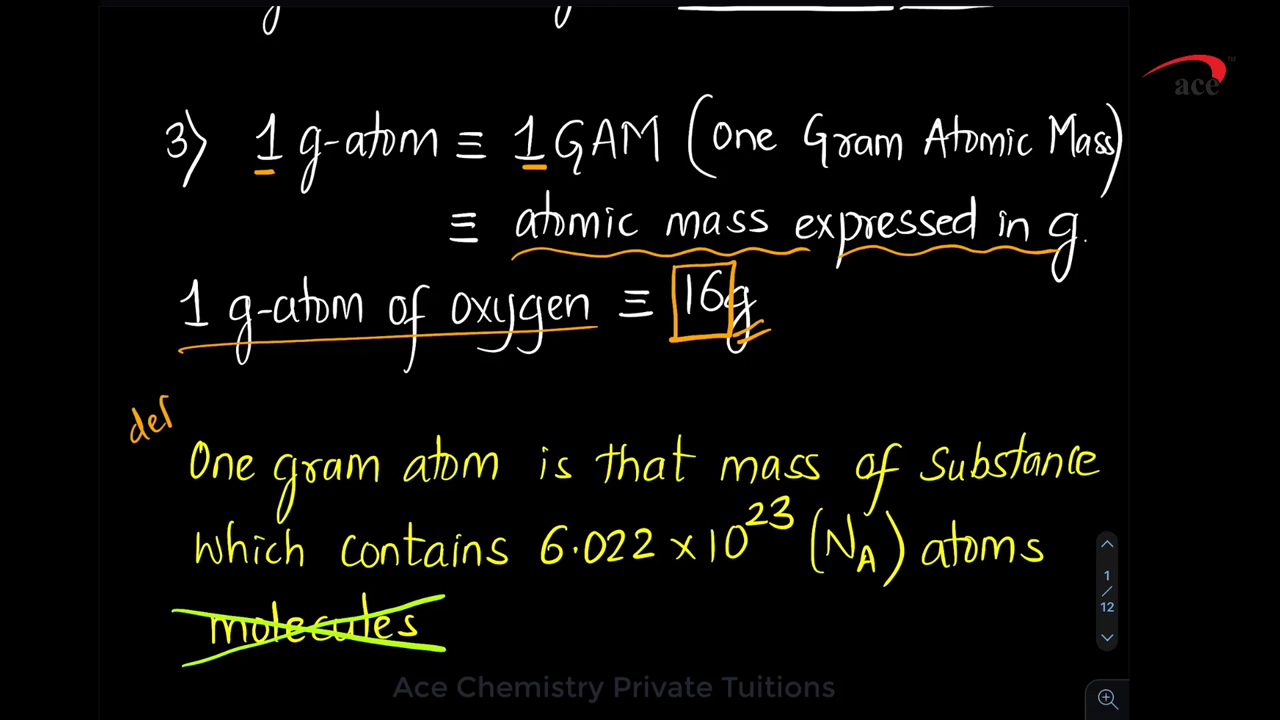 ace
TM
3) 1 g-atom ≡ 1 GAM (One Gram Atomic Mass)
≡ atomic mass expressed in g.
1 g-atom of oxygen ≡ 16g
def
One gram atom is that mass of substance
which contains 6.022 × 10²³ (N_A) atoms
molecules
1
/
12
Ace Chemistry Private Tuitions